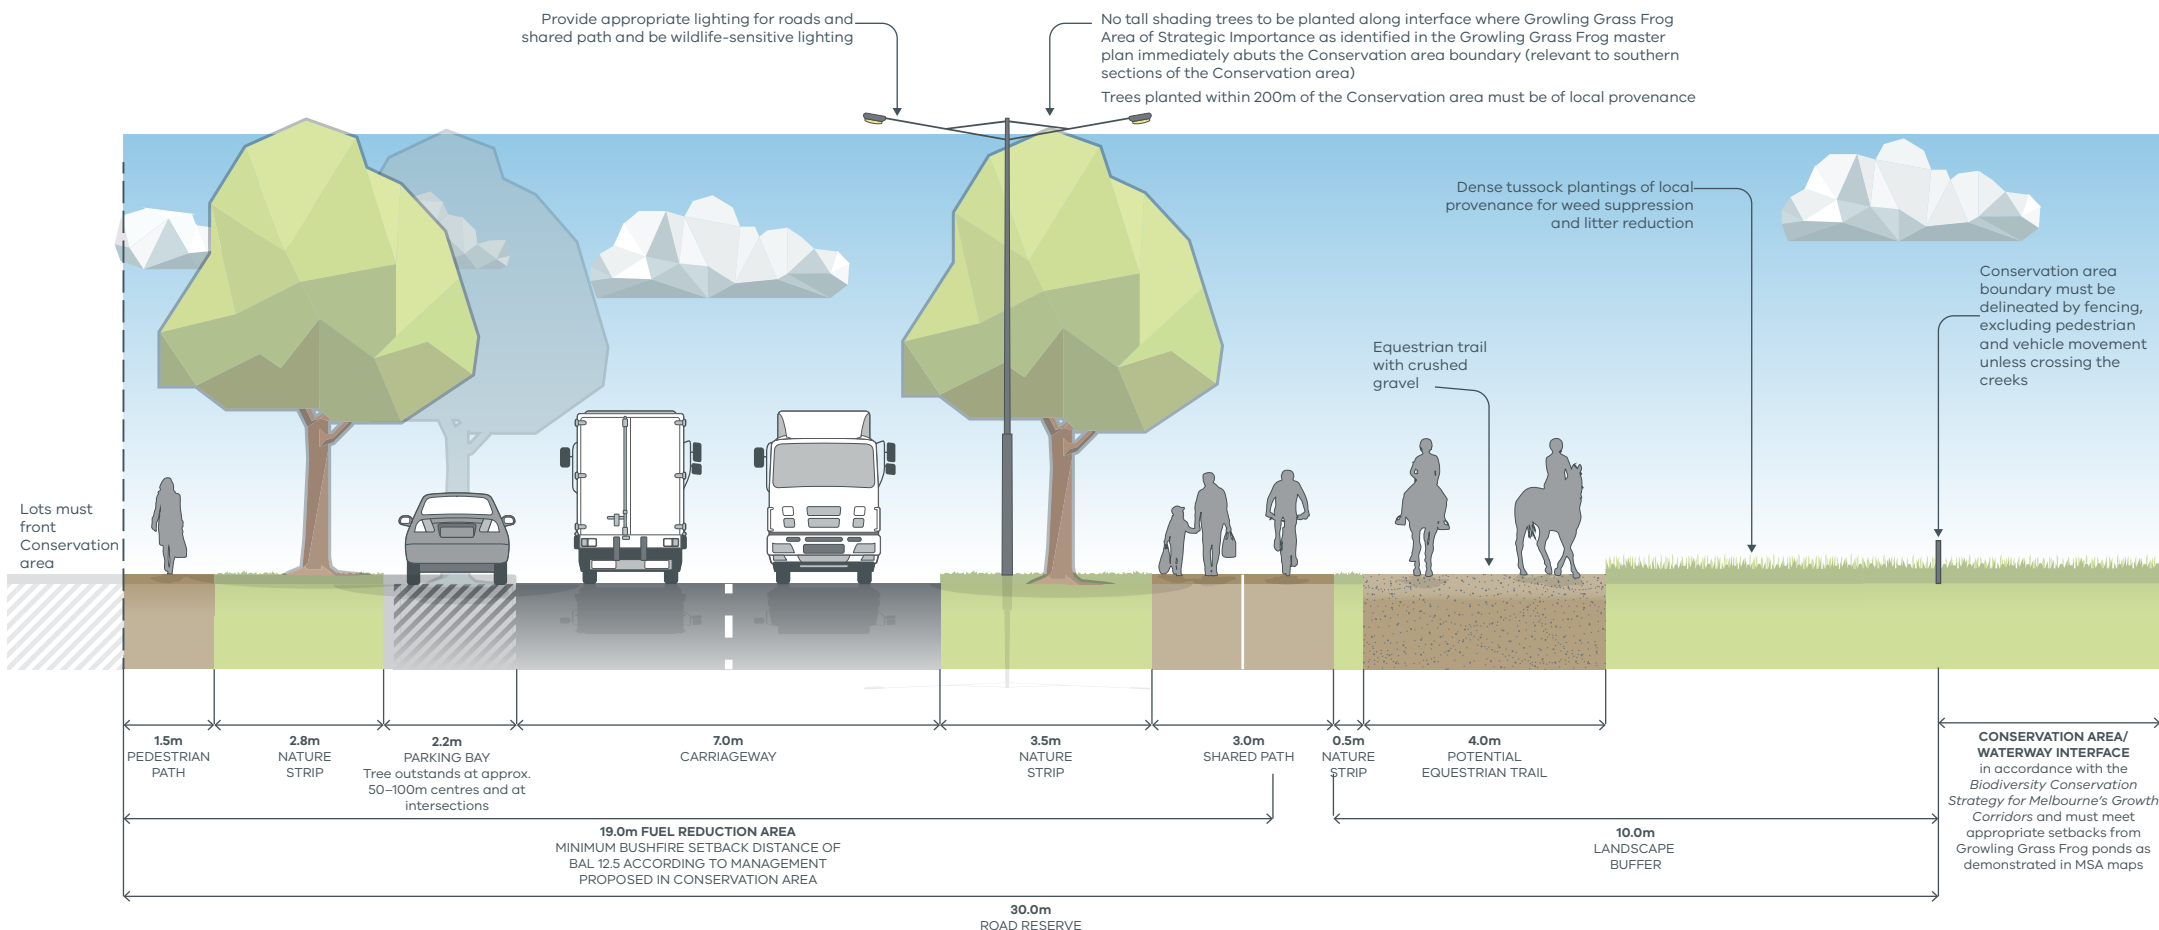 Provide appropriate lighting for roads and
shared path and be wildlife-sensitive lighting
No tall shading trees to be planted along interface where Growling Grass Frog
Area of Strategic Importance as identified in the Growling Grass Frog master
plan immediately abuts the Conservation area boundary (relevant to southern
sections of the Conservation area)
Trees planted within 200m of the Conservation area must be of local provenance
Dense tussock plantings of local
provenance for weed suppression
and litter reduction
Conservation area
boundary must be
delineated by fencing,
excluding pedestrian
and vehicle movement
unless crossing the
creeks
Equestrian trail
with crushed
gravel
Lots must
front
Conservation
area
1.5m
PEDESTRIAN
PATH
2.8m
NATURE
STRIP
2.2m
PARKING BAY
Tree outstands at approx.
50–100m centres and at
intersections
7.0m
CARRIAGEWAY
3.5m
NATURE
STRIP
3.0m
SHARED PATH
0.5m
NATURE
STRIP
4.0m
POTENTIAL
EQUESTRIAN TRAIL
CONSERVATION AREA/
WATERWAY INTERFACE
in accordance with the
Biodiversity Conservation
Strategy for Melbourne's Growth
Corridors and must meet
appropriate setbacks from
Growling Grass Frog ponds as
demonstrated in MSA maps
19.0m FUEL REDUCTION AREA
MINIMUM BUSHFIRE SETBACK DISTANCE OF
BAL 12.5 ACCORDING TO MANAGEMENT
PROPOSED IN CONSERVATION AREA
10.0m
LANDSCAPE
BUFFER
30.0m
ROAD RESERVE